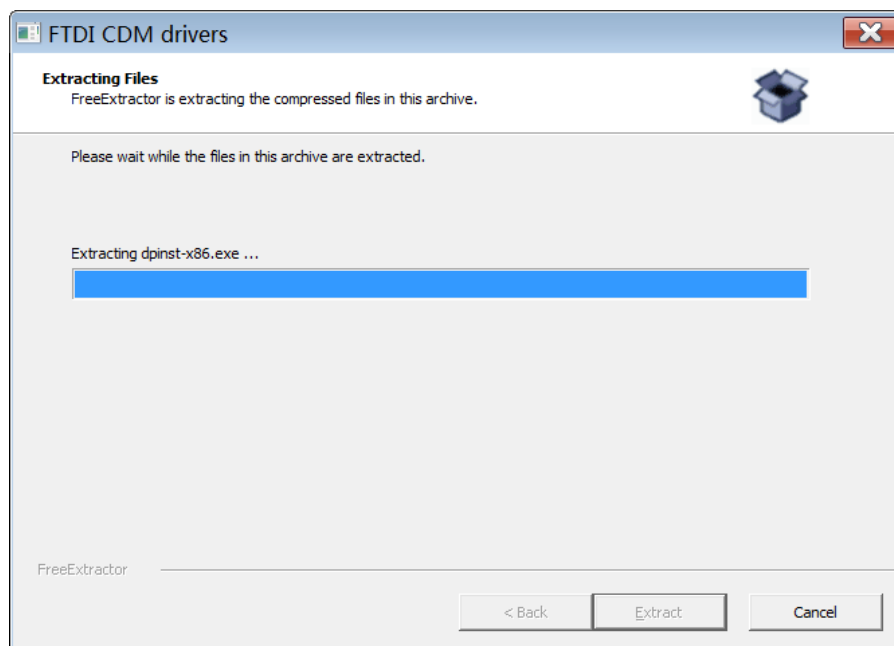 FTDI CDM drivers
Extracting Files
FreeExtractor is extracting the compressed files in this archive.
Please wait while the files in this archive are extracted.
Extracting dpinst-x86.exe ...
FreeExtractor
< Back
Extract
Cancel